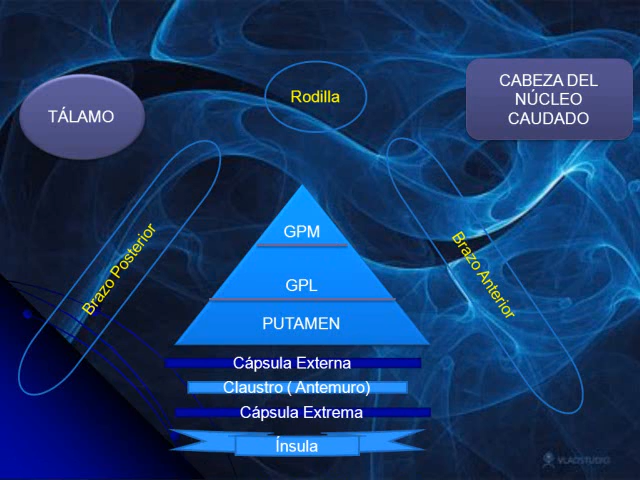 TÁLAMO
Rodilla
CABEZA DEL
NÚCLEO
CAUDADO
Brazo Posterior
Brazo Anterior
GPM
GPL
PUTAMEN
Cápsula Externa
Claustro ( Antemuro)
Cápsula Extrema
Ínsula
VLADSTUDIO